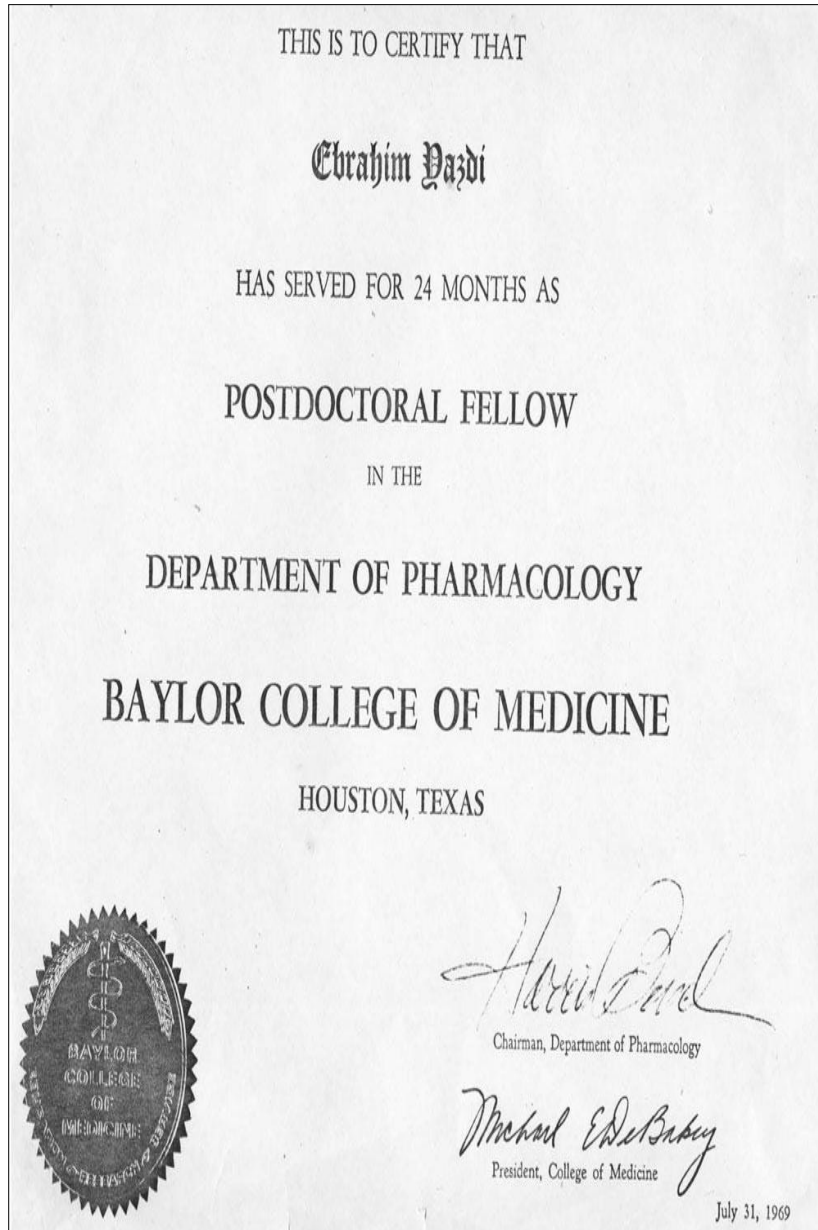 THIS IS TO CERTIFY THAT
Ebrahim Yazdi
HAS SERVED FOR 24 MONTHS AS
POSTDOCTORAL FELLOW
IN THE
DEPARTMENT OF PHARMACOLOGY
BAYLOR COLLEGE OF MEDICINE
HOUSTON, TEXAS
BAYLOR
COLLEGE
OF
MEDICINE
Harris
Chairman, Department of Pharmacology
Michael E DeBakey
President, College of Medicine
July 31, 1969